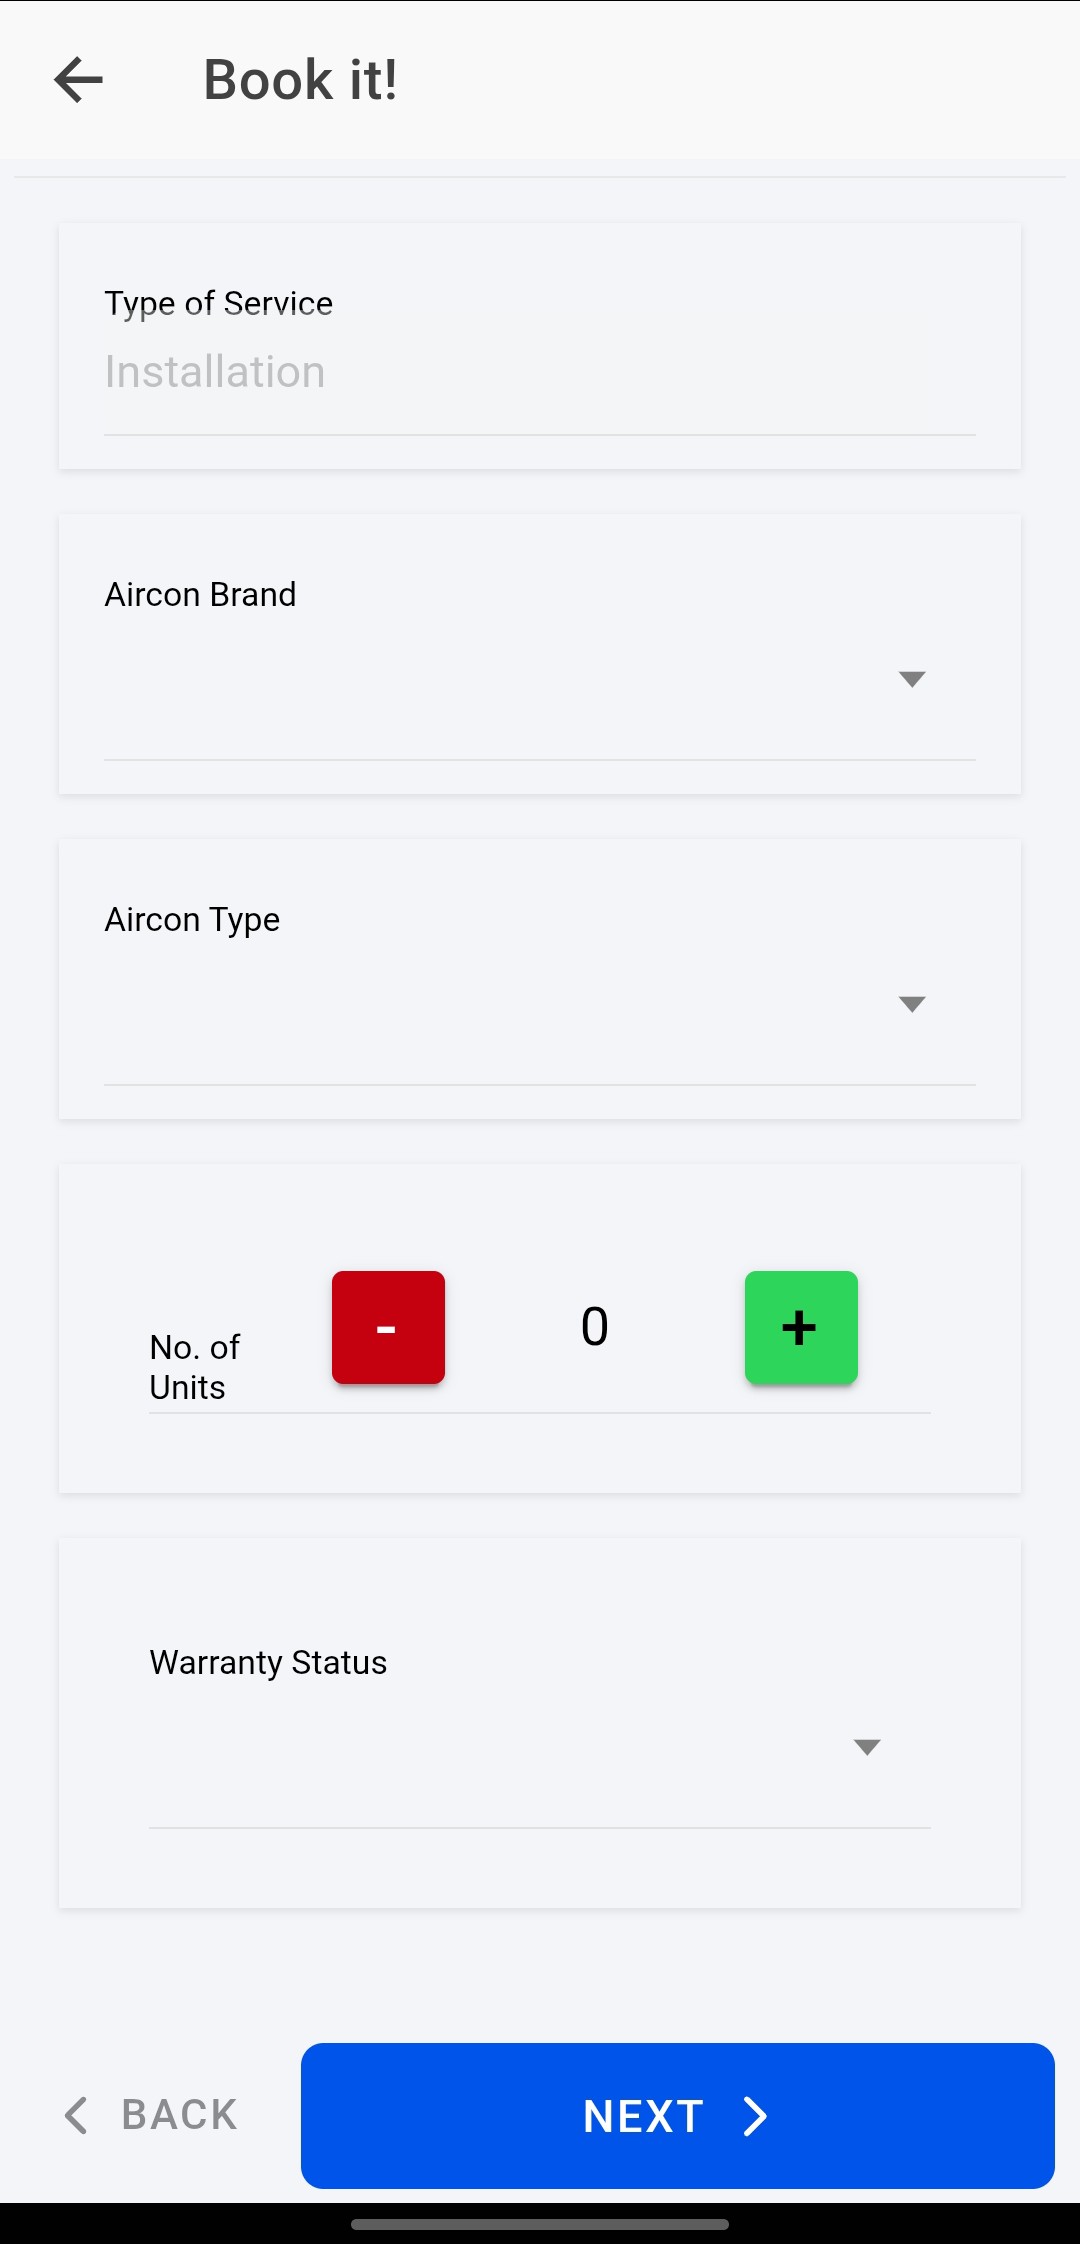 Book it!
Type of Service
Installation
Aircon Brand
Aircon Type
- 0 +
No. of
Units
Warranty Status
BACK NEXT